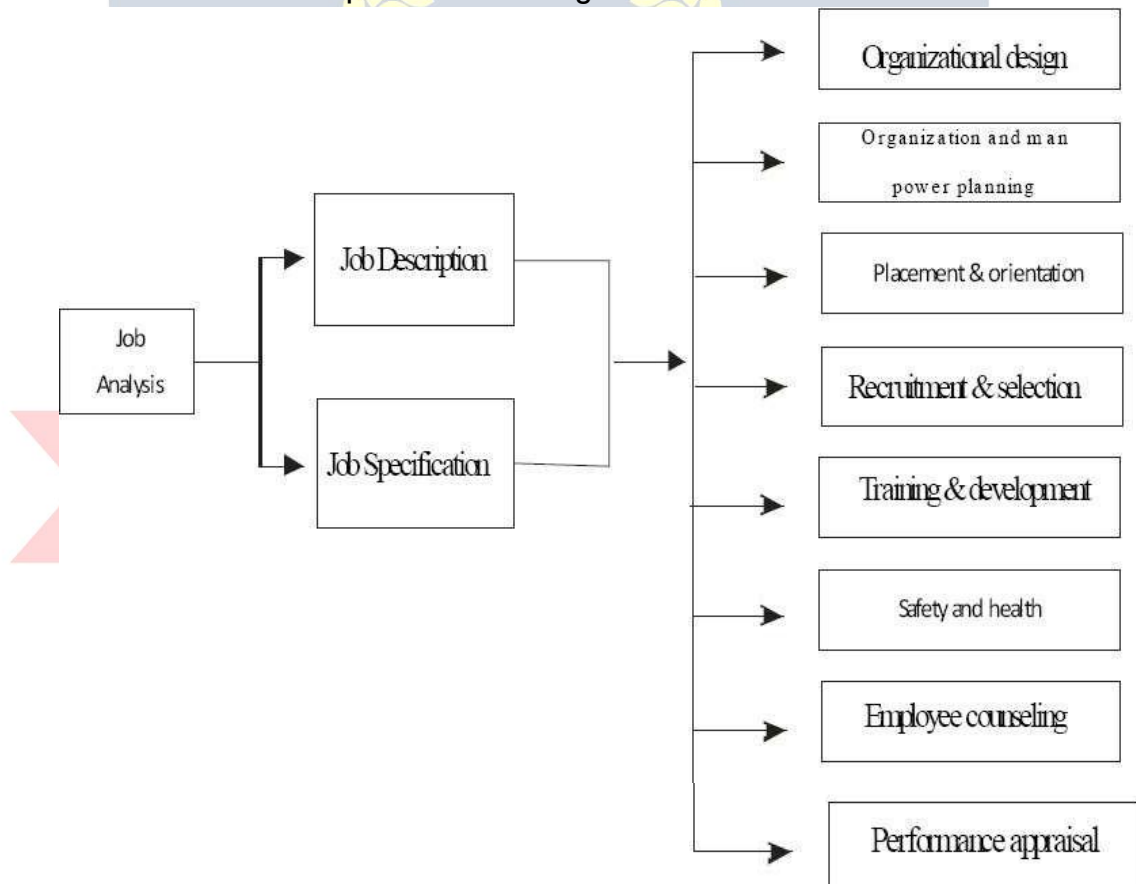 Job
Analysis
Job Description
Job Specification
Organizational design
Organization and man
power planning
Placement & orientation
Recruitment & selection
Training & development
Safety and health
Employee counseling
Performance appraisal